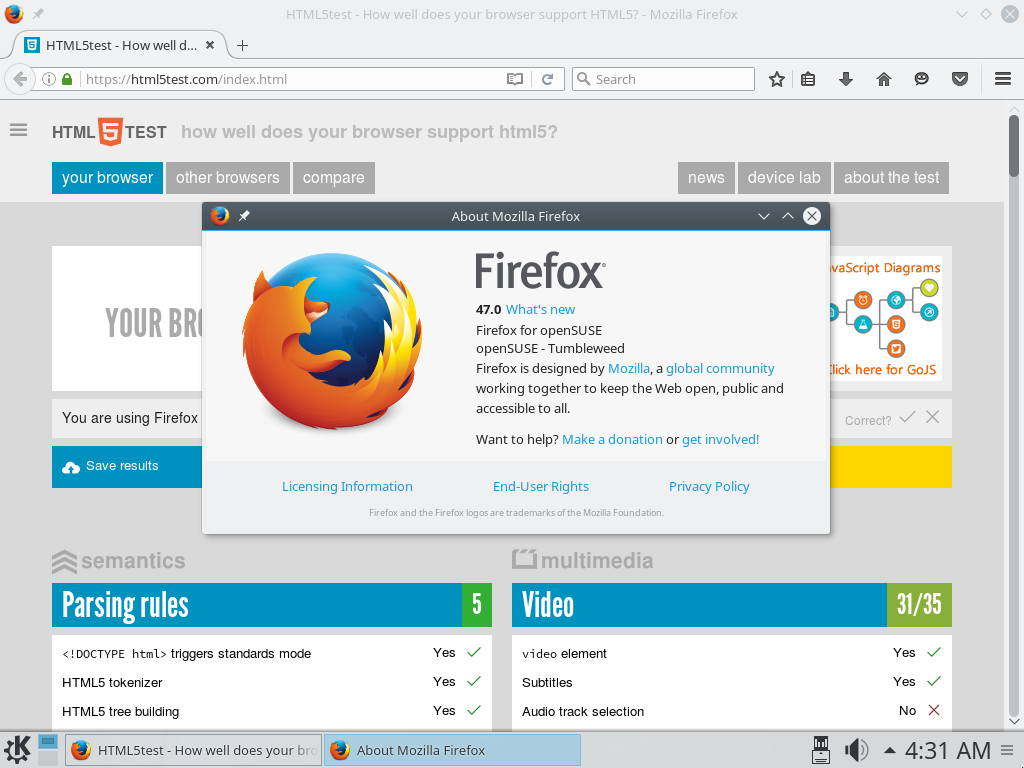 HTML5test - How well does your browser support HTML5? - Mozilla Firefox
HTML5test - How well d...
https://html5test.com/index.html
Search
HTML 5 TEST how well does your browser support html5?
your browser other browsers compare news device lab about the test
About Mozilla Firefox
YOUR BRO
Firefox
47.0 What's new
Firefox for openSUSE
openSUSE - Tumbleweed
Firefox is designed by Mozilla, a global community
working together to keep the Web open, public and
accessible to all.
Want to help? Make a donation or get involved!
Licensing Information End-User Rights Privacy Policy
Firefox and the Firefox logos are trademarks of the Mozilla Foundation.
vaScript Diagrams
lick here for GoJS
You are using Firefox
Correct?
Save results
semantics
Parsing rules 5
<!DOCTYPE html> triggers standards mode Yes
HTML5 tokenizer Yes
HTML5 tree building Yes
multimedia
Video 31/35
video element Yes
Subtitles Yes
Audio track selection No
HTML5test - How well does your bro
About Mozilla Firefox
4:31 AM